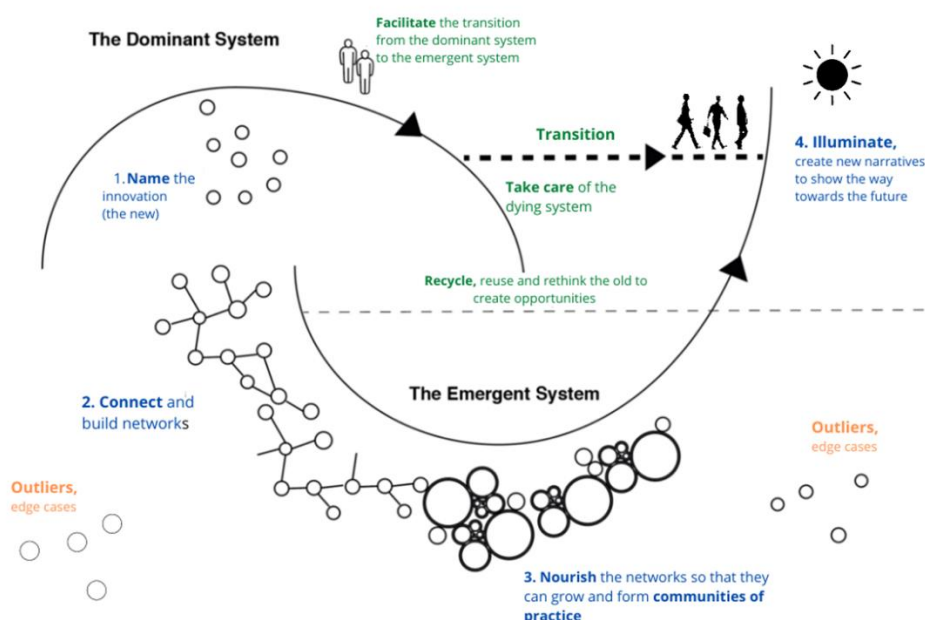 The Dominant System
Facilitate the transition
from the dominant system
to the emergent system
1. Name the
innovation
(the new)
Transition
Take care of the
dying system
4. Illuminate,
create new narratives
to show the way
towards the future
Recycle, reuse and rethink the old to
create opportunities
The Emergent System
2. Connect and
build networks
Outliers,
edge cases
Outliers,
edge cases
3. Nourish the networks so that they
can grow and form communities of
practice